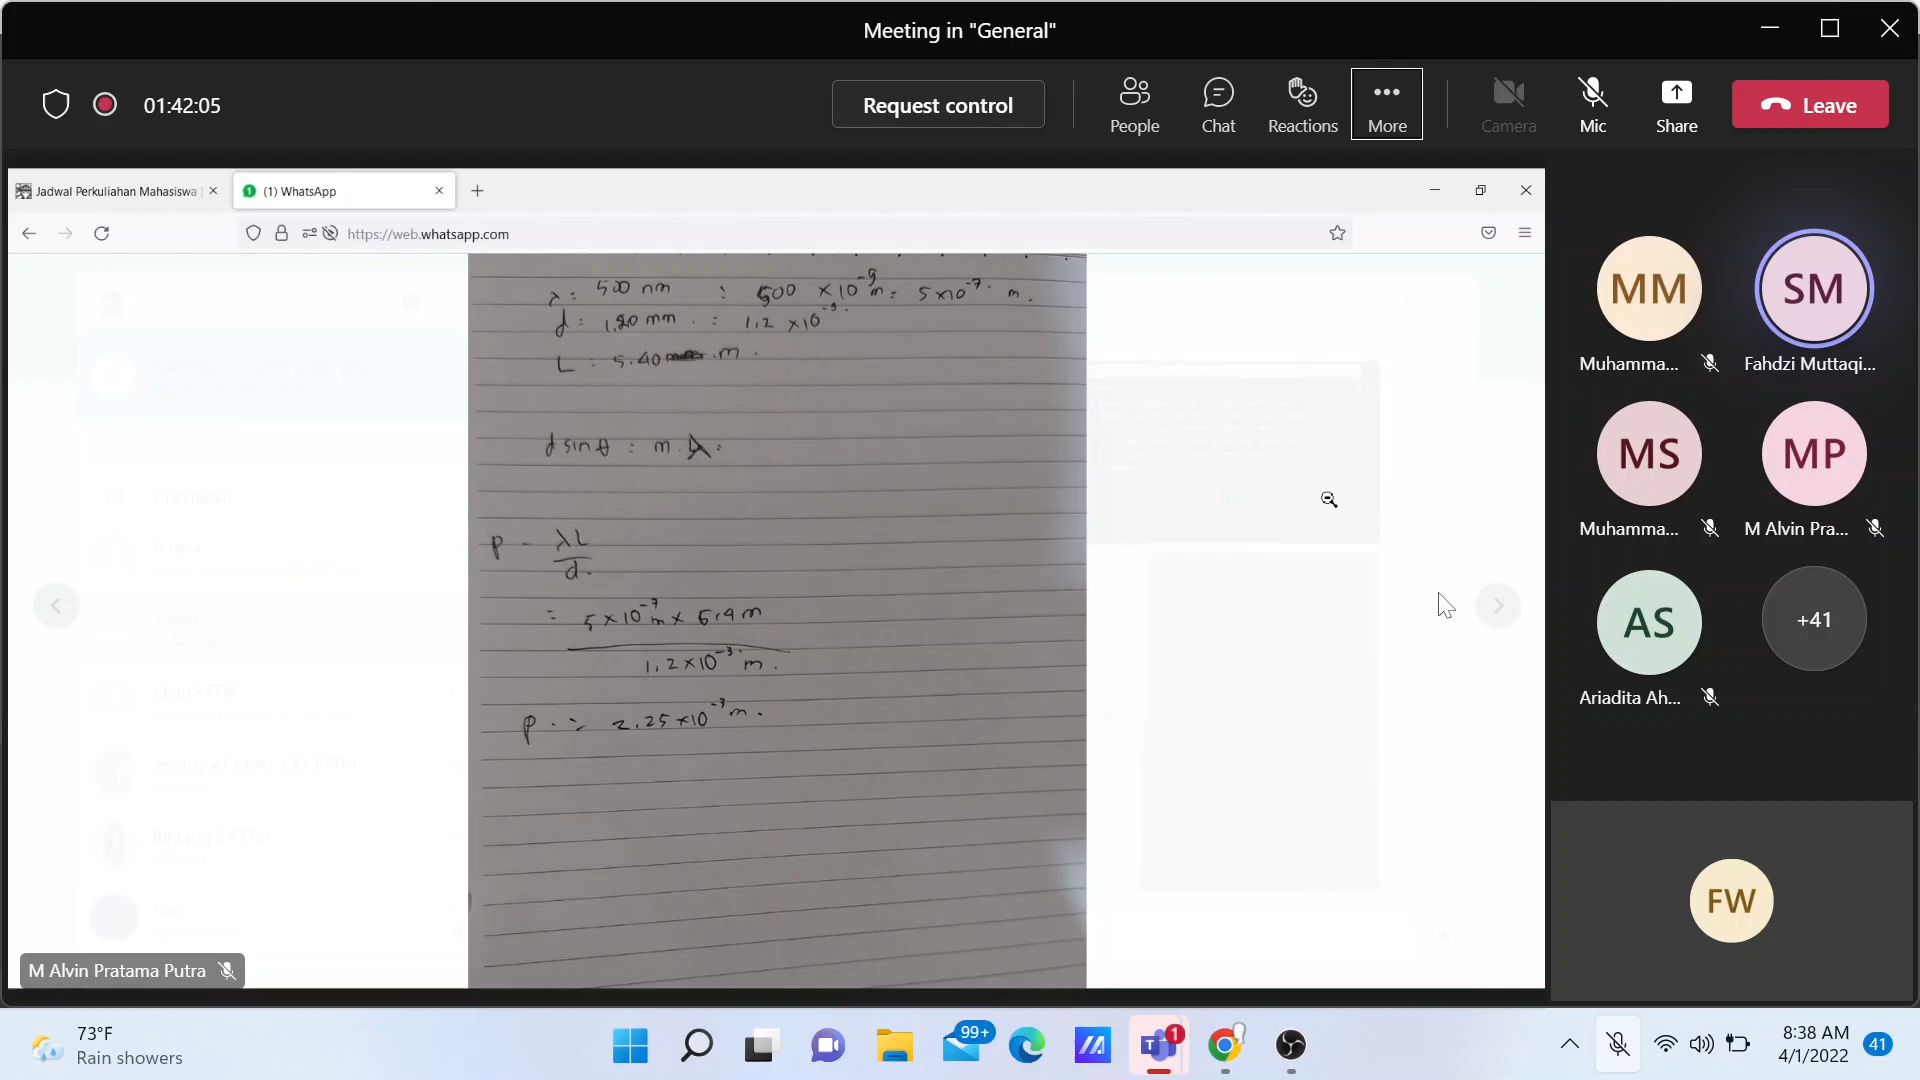 Meeting in "General"
01:42:05
Request control
People
Chat
Reactions
More
Camera
Mic
Share
Leave
Jadwal Perkuliahan Mahasiswa |
(1) WhatsApp
https://web.whatsapp.com
λ = 500 nm : 500 × 10⁻⁹ m = 5 × 10⁻⁷ m.
d = 1,20 mm . = 1.2 × 10⁻³
L = 5.40 m.
d sin θ = m . λ =
P = λL
d.
= 5 × 10⁻⁷ m × 5,4 m
1.2 × 10⁻³ m.
P . = 2.25 × 10⁻³ m.
MM
SM
Muhamma...
Fahdzi Muttaqi...
MS
MP
Muhamma...
M Alvin Pra...
AS
+41
Ariadita Ah...
FW
M Alvin Pratama Putra
73°F
Rain showers
99+
1
8:38 AM
4/1/2022
41